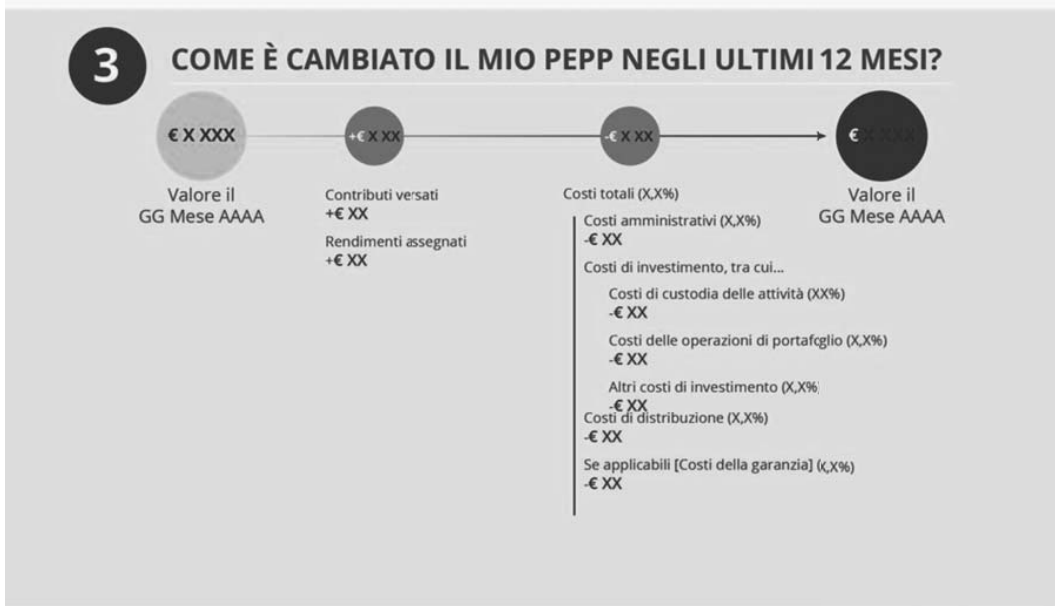 3
COME È CAMBIATO IL MIO PEPP NEGLI ULTIMI 12 MESI?
€ X XXX
+€ X XX
-€ X XX
€ X XXX
Valore il
GG Mese AAAA
Contributi versati
+€ XX
Rendimenti assegnati
+€ XX
Costi totali (X,X%)
Costi amministrativi (X,X%)
-€ XX
Costi di investimento, tra cui...
Costi di custodia delle attività (XX%)
-€ XX
Costi delle operazioni di portafoglio (X,X%)
-€ XX
Altri costi di investimento (X,X%
-€ XX
Costi di distribuzione (X,X%)
-€ XX
Se applicabili [Costi della garanzia] (X,X%)
-€ XX
Valore il
GG Mese AAAA